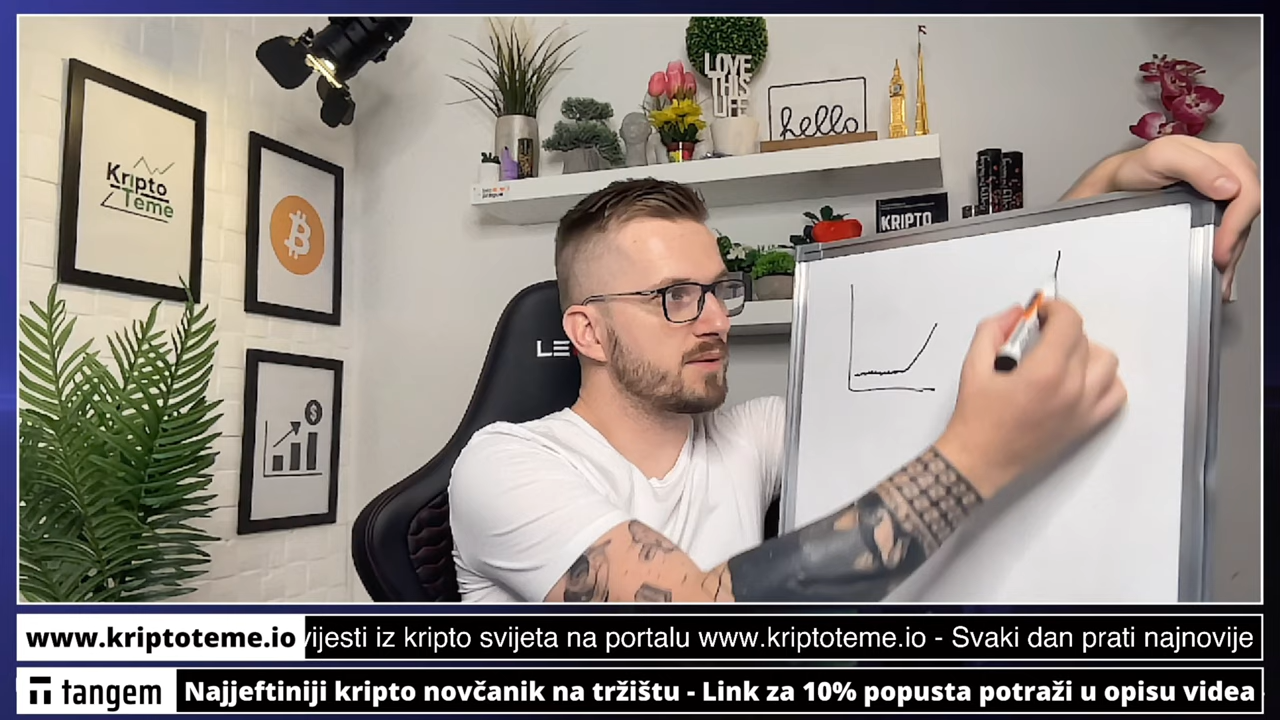 Kripto
Teme
LOVE
THIS
LIFE
hello
KRIPTO
LE
www.kriptoteme.io
vijesti iz kripto svijeta na portalu www.kriptoteme.io - Svaki dan prati najnovije
tangem
Najjeftiniji kripto novčanik na tržištu - Link za 10% popusta potraži u opisu videa